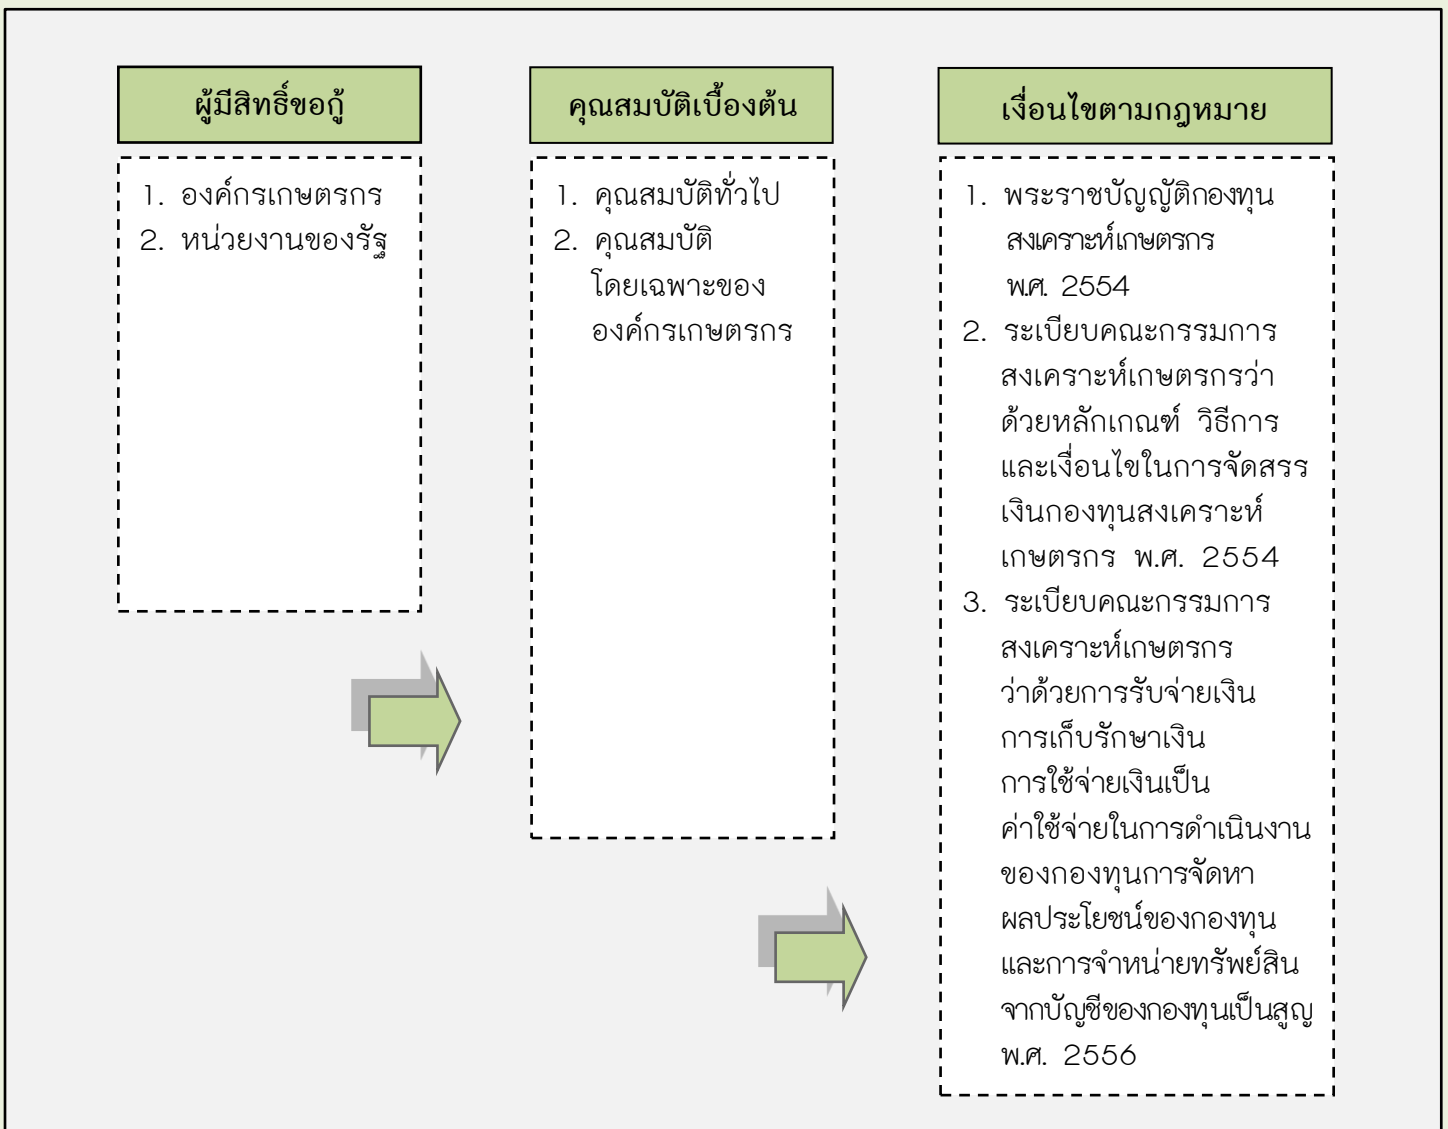 ผู้มีสิทธิ์ขอกู้
1. องค์กรเกษตรกร
2. หน่วยงานของรัฐ
คุณสมบัติเบื้องต้น
1. คุณสมบัติทั่วไป
2. คุณสมบัติ
โดยเฉพาะของ
องค์กรเกษตรกร
เงื่อนไขตามกฎหมาย
1. พระราชบัญญัติกองทุน
สงเคราะห์เกษตรกร
พ.ศ. 2554
2. ระเบียบคณะกรรมการ
สงเคราะห์เกษตรกรว่า
ด้วยหลักเกณฑ์ วิธีการ
และเงื่อนไขในการจัดสรร
เงินกองทุนสงเคราะห์
เกษตรกร พ.ศ. 2554
3. ระเบียบคณะกรรมการ
สงเคราะห์เกษตรกร
ว่าด้วยการรับจ่ายเงิน
การเก็บรักษาเงิน
การใช้จ่ายเงินเป็น
ค่าใช้จ่ายในการดำเนินงาน
ของกองทุนการจัดหา
ผลประโยชน์ของกองทุน
และการจำหน่ายทรัพย์สิน
จากบัญชีของกองทุนเป็นสูญ
พ.ศ. 2556